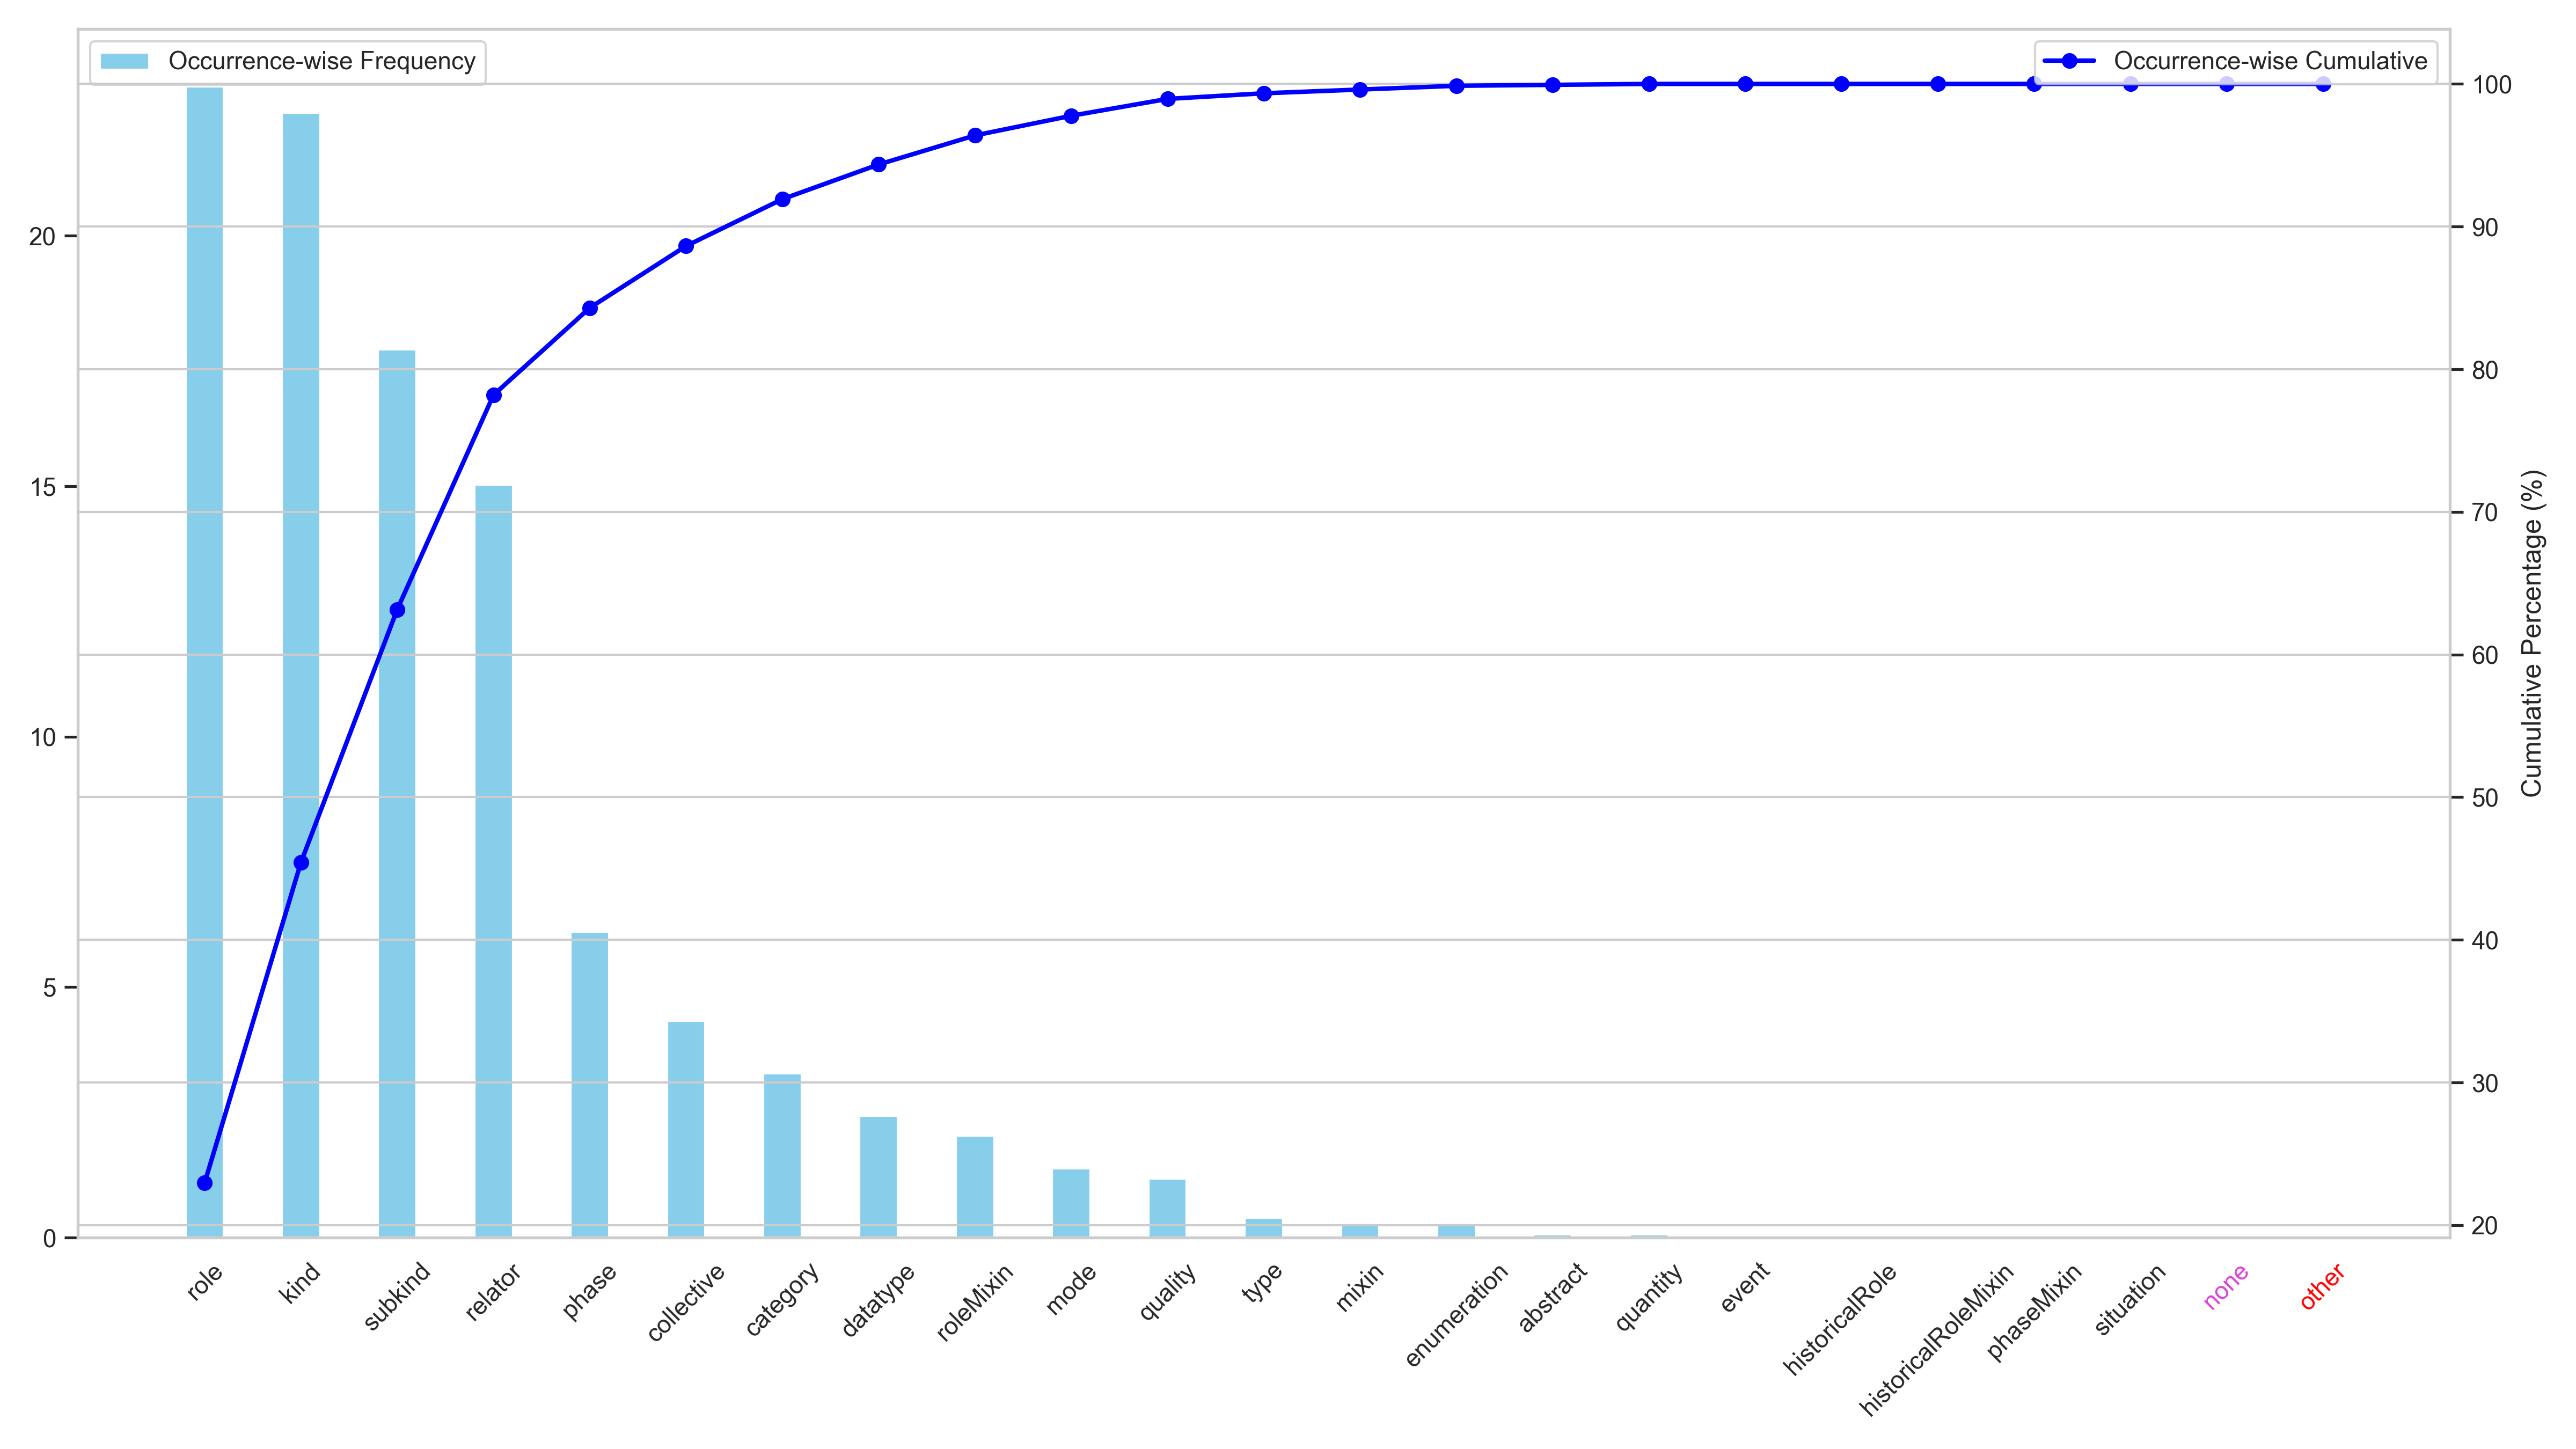 Occurrence-wise Frequency
Occurrence-wise Cumulative
20
15
10
5
0
100
90
80
70
60
50
40
30
20
Cumulative Percentage (%)
role
kind
subkind
relator
phase
collective
category
datatype
roleMixin
mode
quality
type
mixin
enumeration
abstract
quantity
event
historicalRole
historicalRoleMixin
phaseMixin
situation
none
other